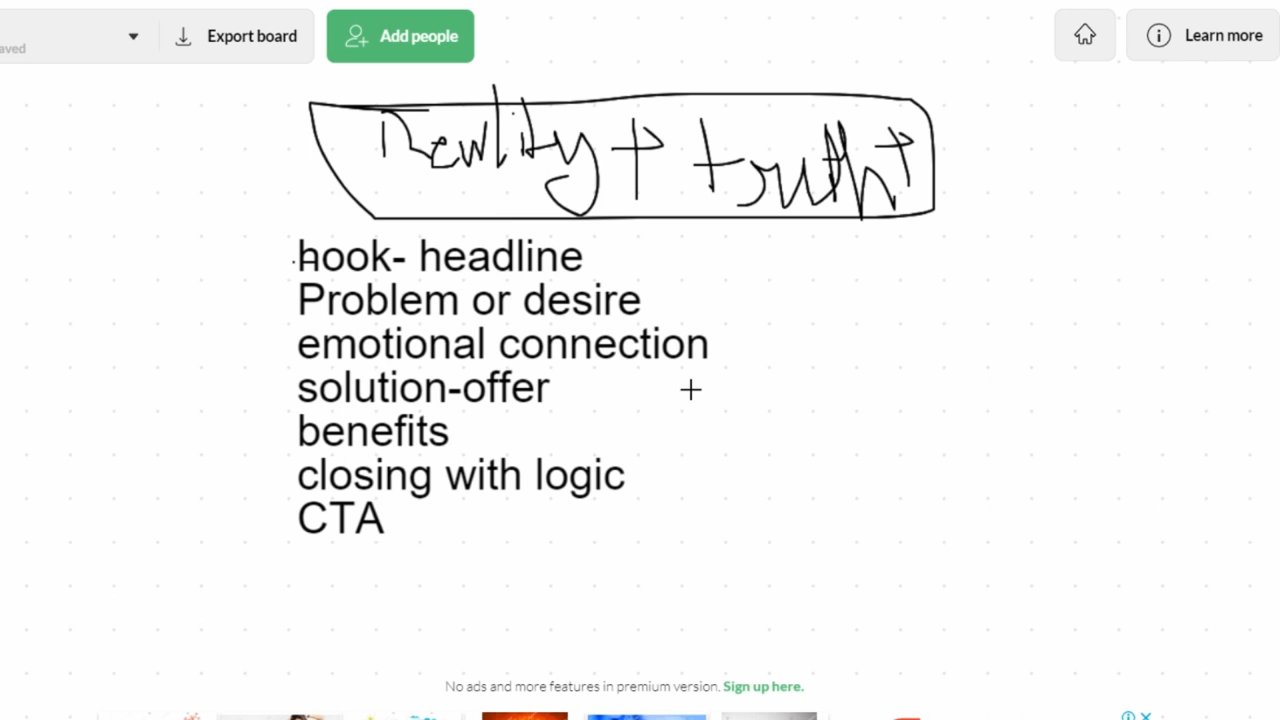 aved
Export board
Add people
Learn more
Reality + truth +
hook- headline
Problem or desire
emotional connection
solution-offer
benefits
closing with logic
CTA
No ads and more features in premium version. Sign up here.